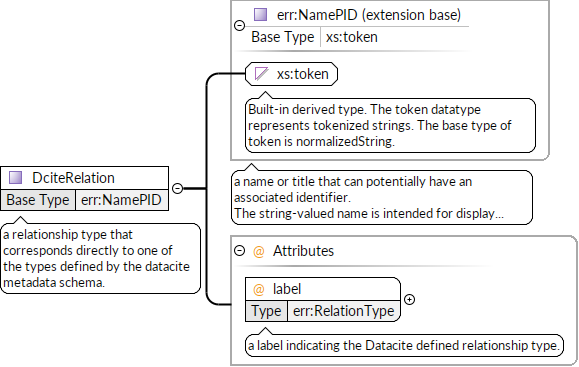 err:NamePID (extension base)
Base Type xs:token
xs:token
Built-in derived type. The token datatype
represents tokenized strings. The base type of
token is normalizedString.
DciteRelation
Base Type err:NamePID
a relationship type that
corresponds directly to one of
the types defined by the datacite
metadata schema.
a name or title that can potentially have an
associated identifier.
The string-valued name is intended for display...
@ Attributes
@ label
Type err:RelationType
a label indicating the Datacite defined relationship type.